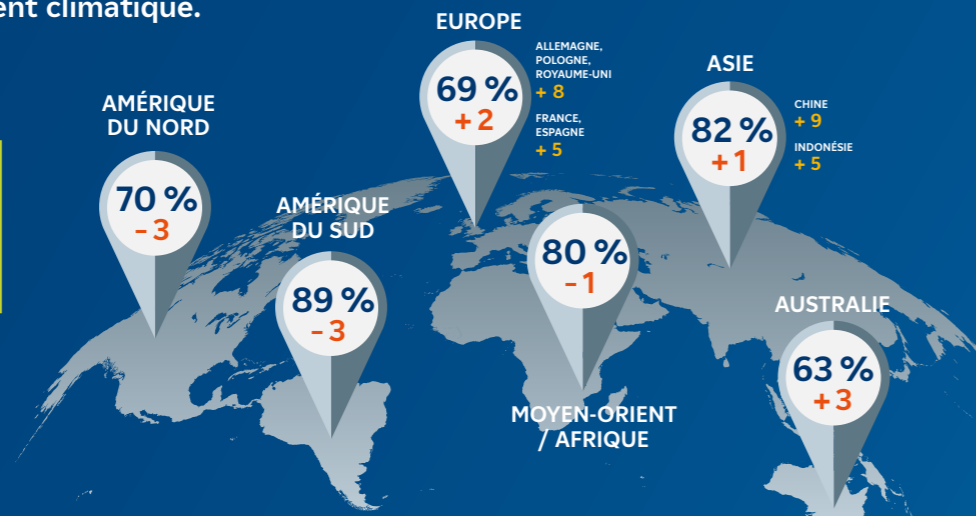 ent climatique.
EUROPE
69 %
+ 2
ALLEMAGNE,
POLOGNE,
ROYAUME-UNI
+ 8
FRANCE,
ESPAGNE
+ 5
ASIE
82 %
+ 1
CHINE
+ 9
INDONÉSIE
+ 5
AMÉRIQUE
DU NORD
70 %
- 3
AMÉRIQUE
DU SUD
89 %
- 3
80 %
- 1
MOYEN-ORIENT
/ AFRIQUE
AUSTRALIE
63 %
+ 3